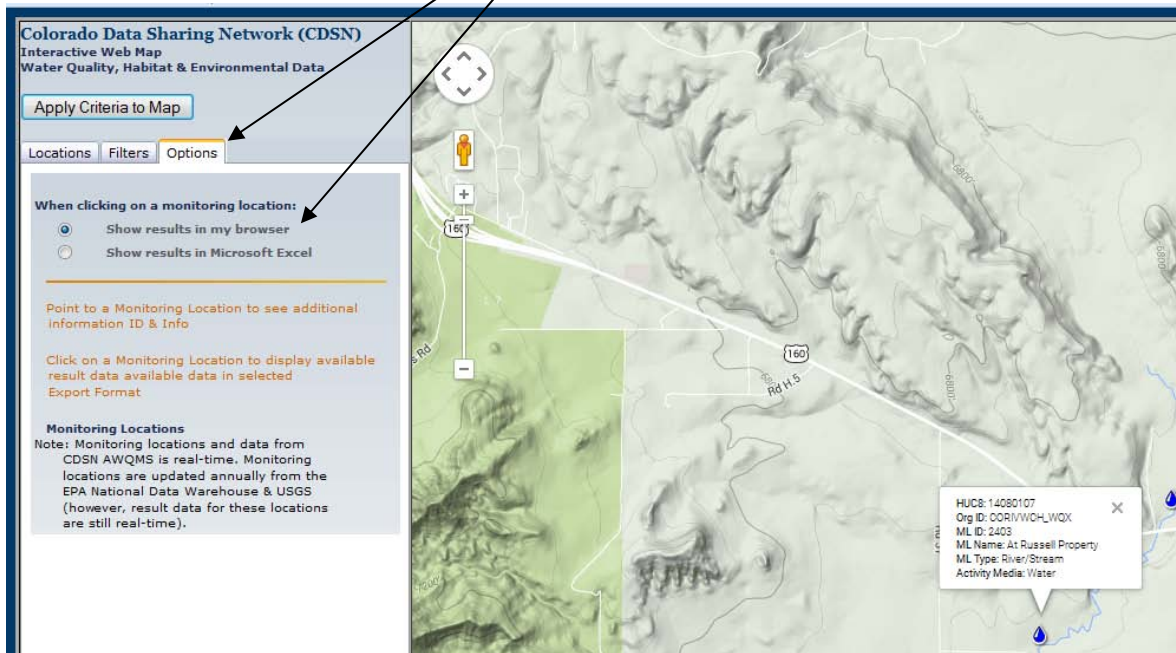 Colorado Data Sharing Network (CDSN)
Interactive Web Map
Water Quality, Habitat & Environmental Data
Apply Criteria to Map
Locations Filters Options
When clicking on a monitoring location:
Show results in my browser
Show results in Microsoft Excel
Point to a Monitoring Location to see additional
information ID & Info
Click on a Monitoring Location to display available
result data available data in selected
Export Format
Monitoring Locations
Note: Monitoring locations and data from
CDSN AWQMS is real-time. Monitoring
locations are updated annually from the
EPA National Data Warehouse & USGS
(however, result data for these locations
are still real-time).
6800'
6800'
160
160
Rd H.5
6800'
7200'
HUC8: 14080107
Org ID: CORIVWCH_WQX
ML ID: 2403
ML Name: At Russell Property
ML Type: River/Stream
Activity Media: Water